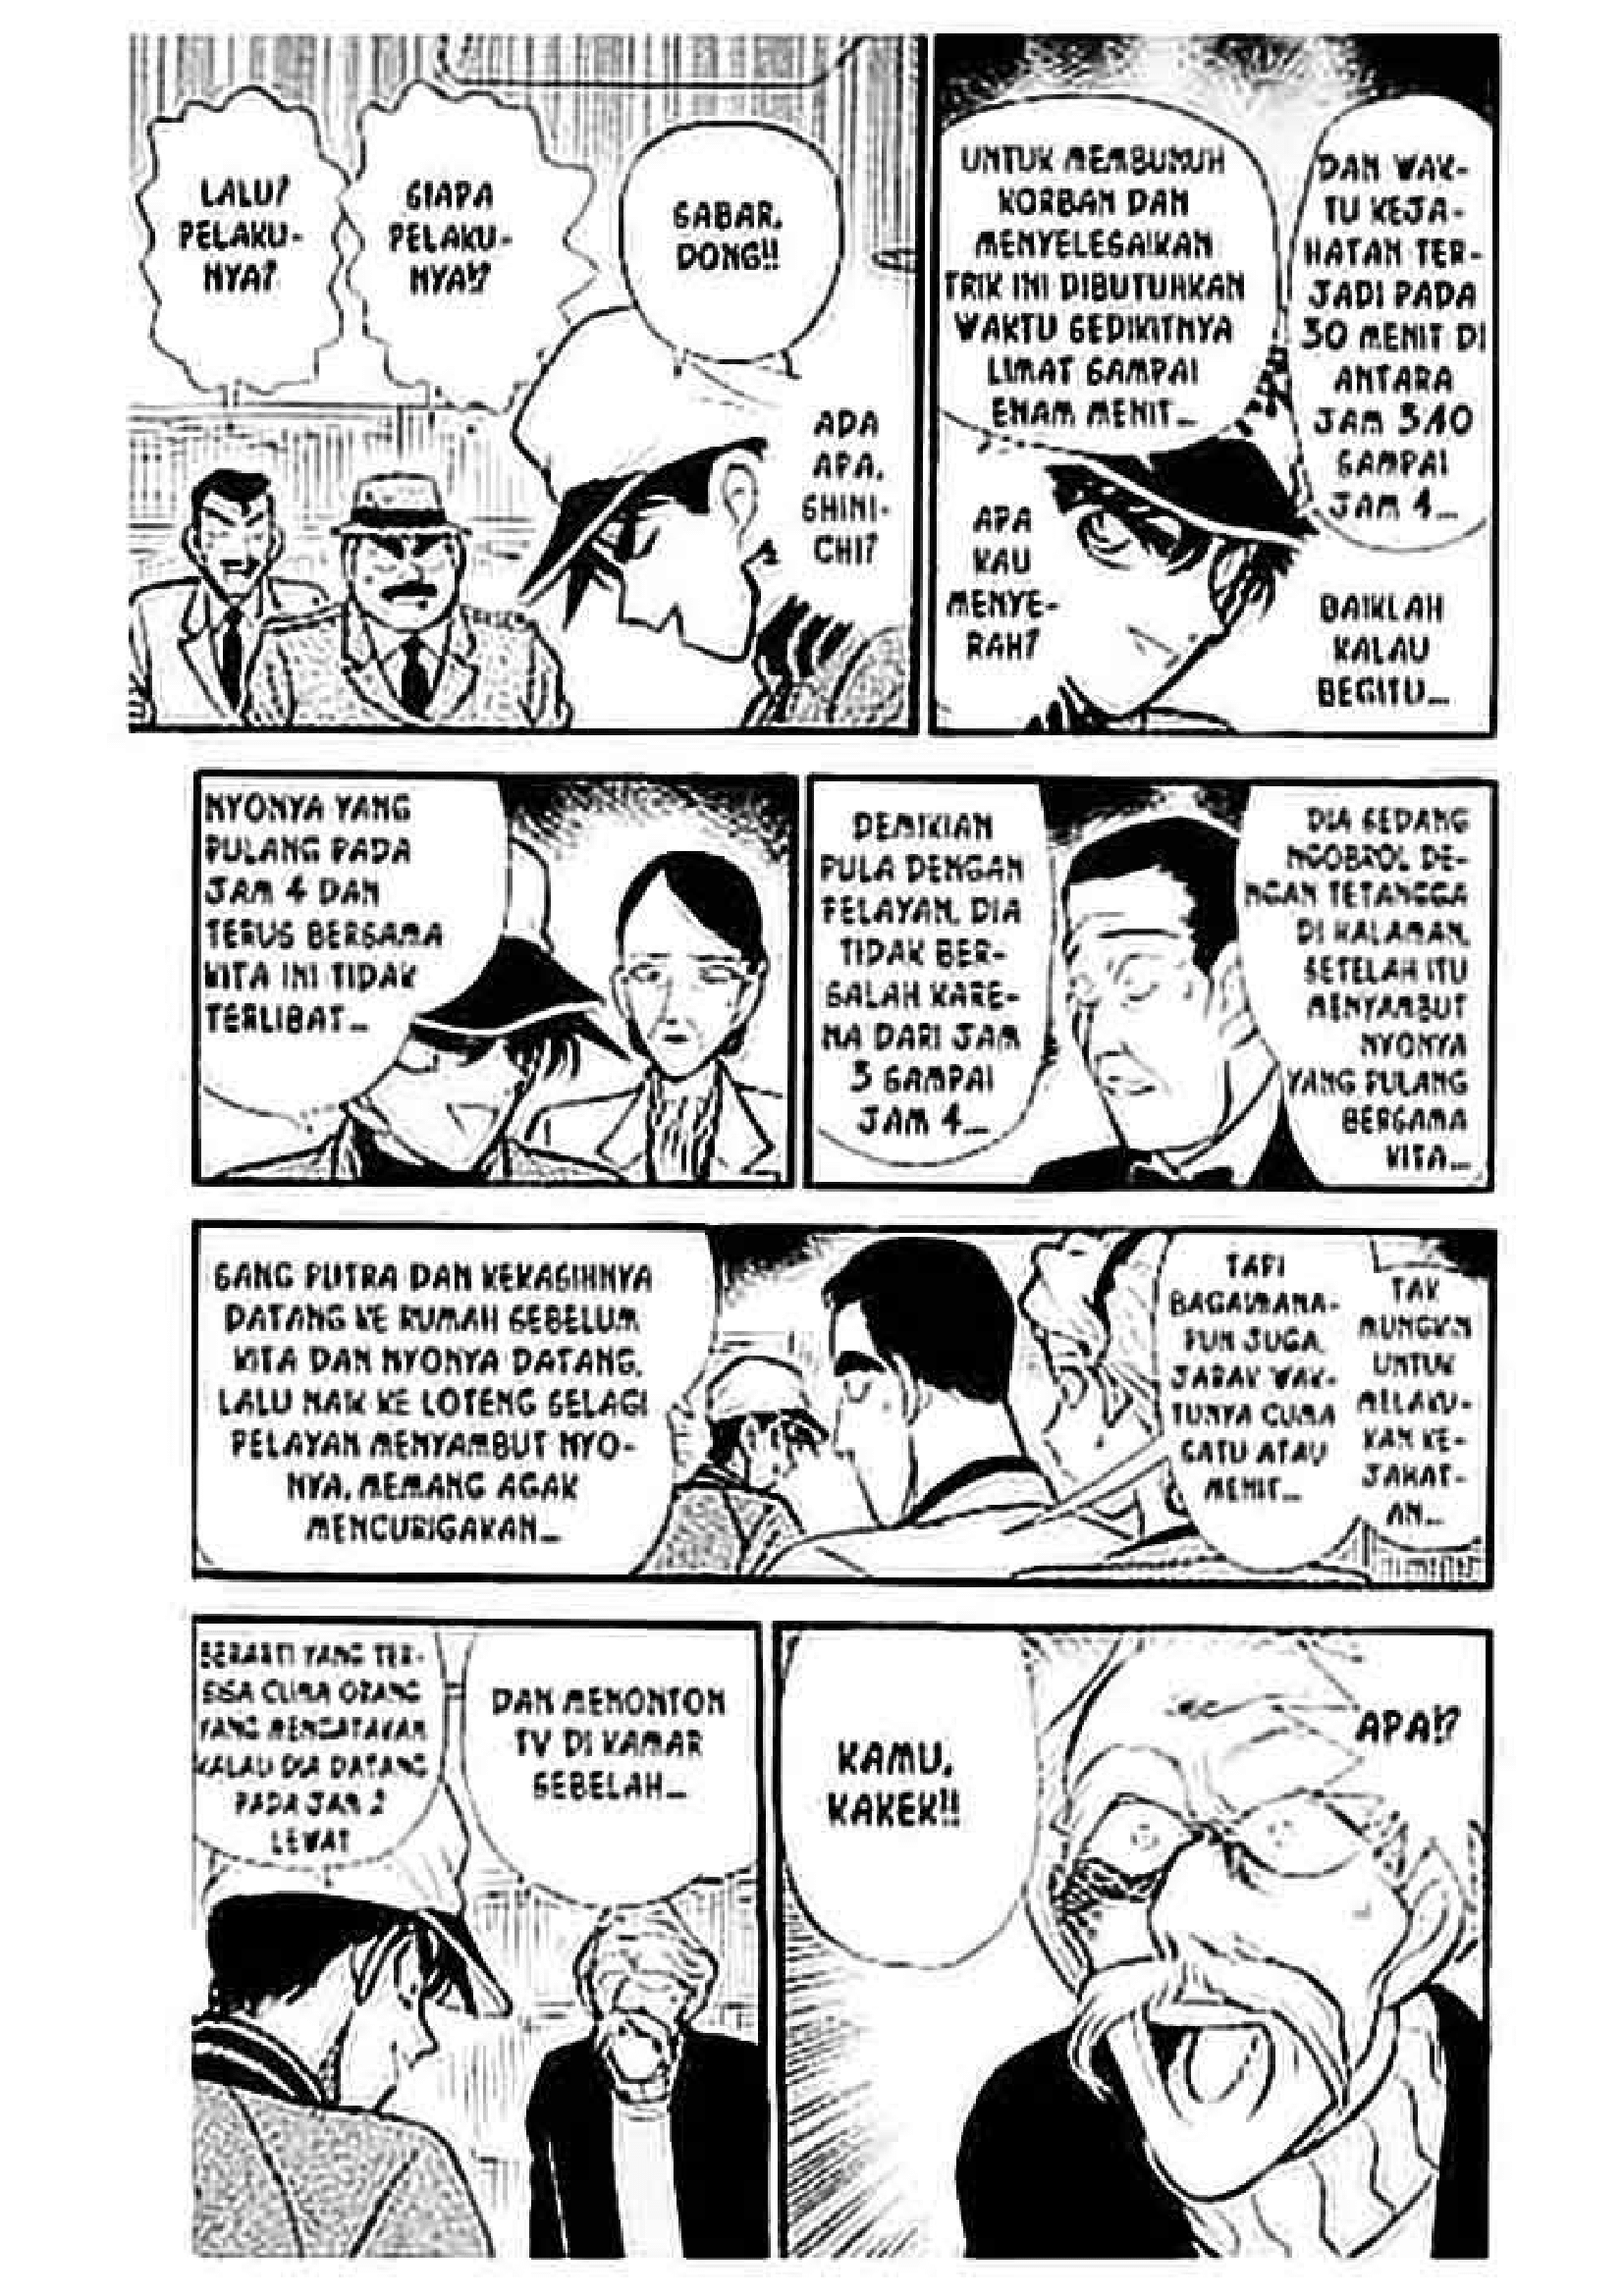 LALU?
PELAKU-
NYA?
SIAPA
PELAKU-
NYA!?
SABAR,
DONG!!
ADA
APA,
SHINI-
CHI?
UNTUK MEMBUNUH
KORBAN DAN
MENYELESAIKAN
TRIK INI DIBUTUHKAN
WAKTU SEDIKITNYA
LIMAT SAMPAI
ENAM MENIT...
DAN WAK-
TU KEJA-
HATAN TER-
JADI PADA
30 MENIT DI
ANTARA
JAM 3.10
SAMPAI
JAM 4...
APA
KAU
MENYE-
RAH?
BAIKLAH
KALAU
BEGITU...
NYONYA YANG
PULANG PADA
JAM 4 DAN
TERUS BERSAMA
KITA INI TIDAK
TERLIBAT...
DEMIKIAN
PULA DENGAN
PELAYAN, DIA
TIDAK BER-
SALAH KARE-
NA DARI JAM
3 SAMPAI
JAM 4...
DIA SEDANG
NGOBROL DE-
NGAN TETANGGA
DI HALAMAN,
SETELAH ITU
MENYAMBUT
NYONYA
YANG PULANG
BERSAMA
KITA...
SANG PUTRA DAN KEKASIHNYA
DATANG KE RUMAH SEBELUM
KITA DAN NYONYA DATANG,
LALU NAIK KE LOTENG SELAGI
PELAYAN MENYAMBUT NYO-
NYA, MEMANG AGAK
MENCURIGAKAN...
TAPI
BAGAIMANA-
PUN JUGA,
JARAK WAK-
TUNYA CUMA
SATU ATAU
MENIT...
TAK
MUNGKIN
UNTUK
MELAKU-
KAN KE-
JAHAT-
AN...
BERARTI YANG TER-
SISA CUMA ORANG
YANG MENGATAKAN
KALAU DIA DATANG
PADA JAM 2
LEWAT
DAN MENONTON
TV DI KAMAR
SEBELAH...
KAMU,
KAKEK!!
APA!?